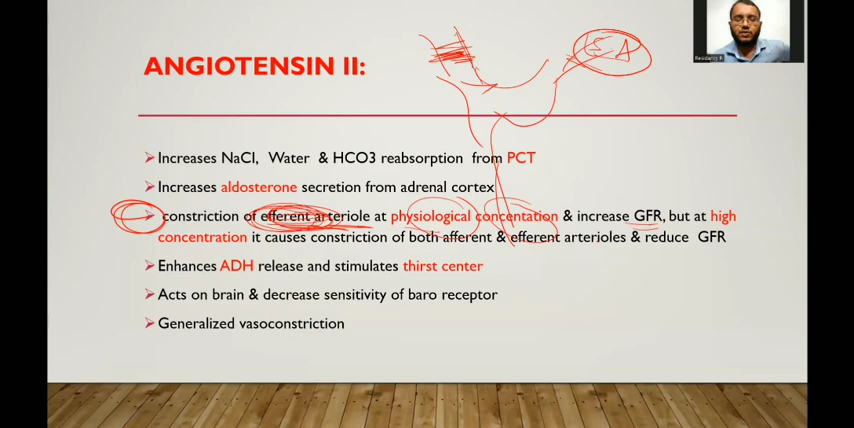 ANGIOTENSIN II:
Increases NaCl, Water & HCO3 reabsorption from PCT
Increases aldosterone secretion from adrenal cortex
constriction of efferent arteriole at physiological concentation & increase GFR, but at high
concentration it causes constriction of both afferent & efferent arterioles & reduce GFR
Enhances ADH release and stimulates thirst center
Acts on brain & decrease sensitivity of baro receptor
Generalized vasoconstriction